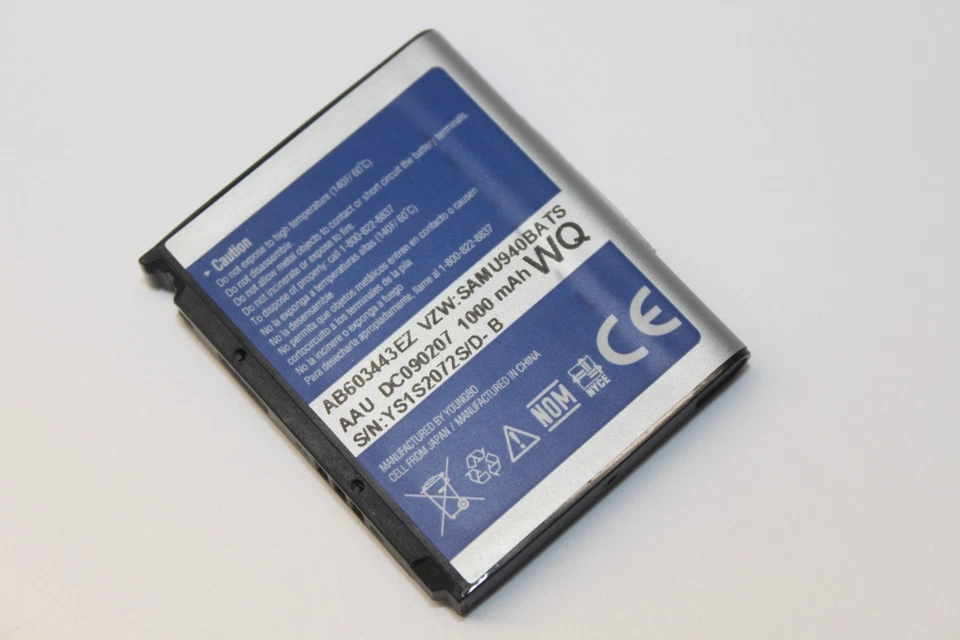 Caution
Do not expose to high temperature (140F/ 60℃)
Do not disassemble.
Do not allow metal objects to contact or short circuit the battery terminals.
Do not incinerate or expose to fire
To dispose of properly call 1-800-822-8837
No la exponga a temperaturas altas (140F/ 60℃)
No la desensamble
No permita que objetos metálicos entren en contacto o causen
cortocircuito a los terminales de la pila
No la incinere o exponga a fuego
Para desecharla apropiadamente, llame al 1-800-822-8837
AB603443EZ VZW:SAMU940BATS
AAU DC090207 1000 mAh WQ
S/N:YS1S2072S/D- B
MANUFACTURED BY YOUNGBO
CELL FROM JAPAN / MANUFACTURED IN CHINA
NOM
NYCE
CE